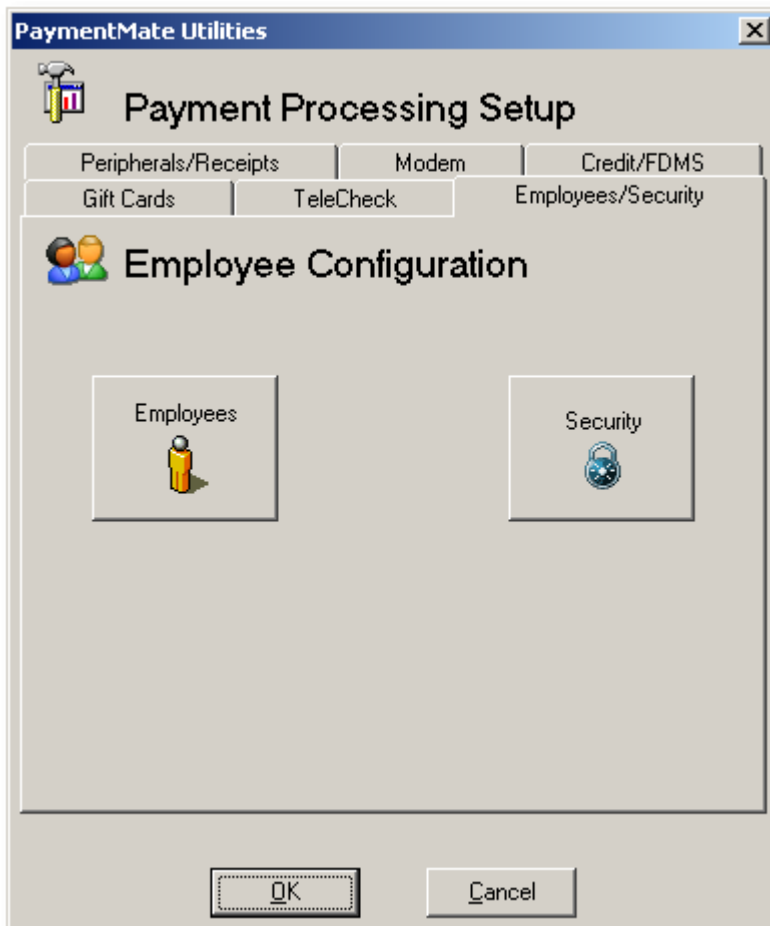 PaymentMate Utilities
Payment Processing Setup
Peripherals/Receipts Modem Credit/FDMS
Gift Cards TeleCheck Employees/Security
Employee Configuration
Employees Security
OK Cancel